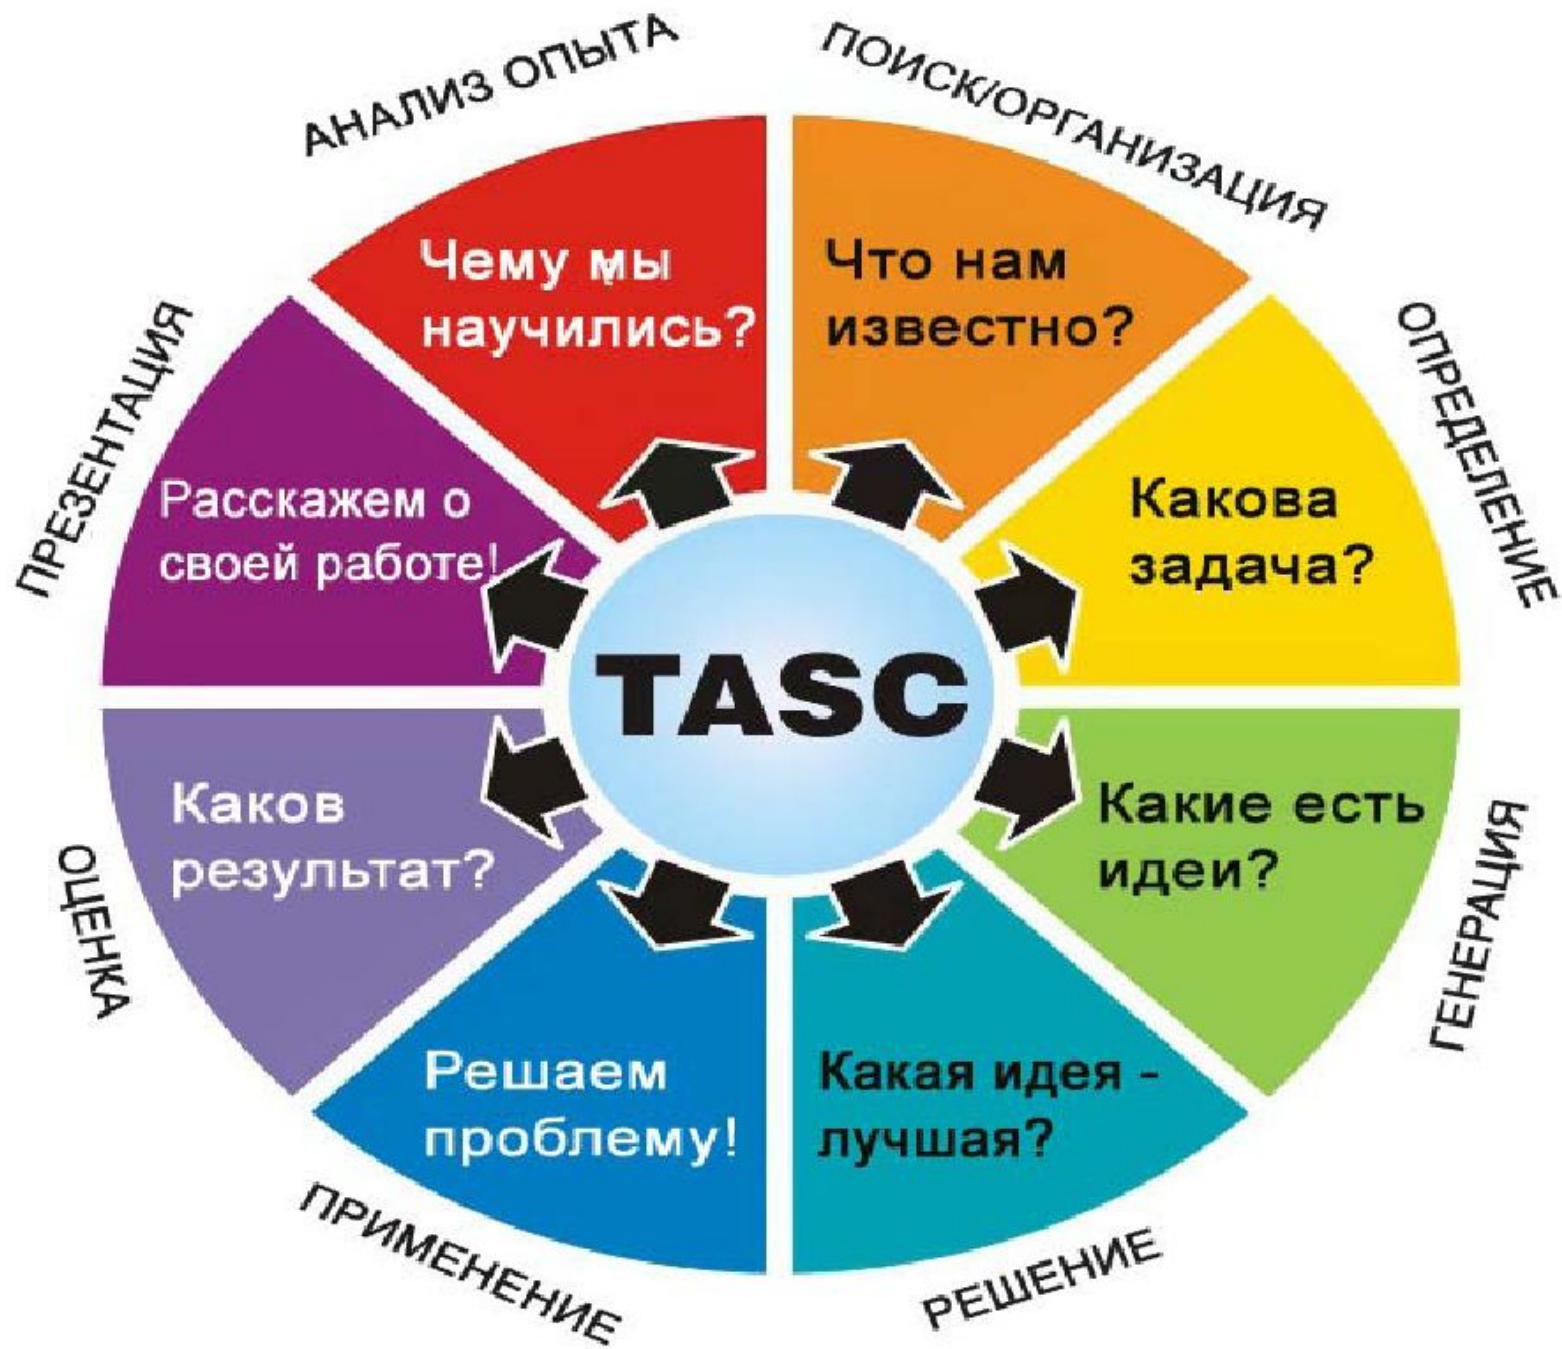 АНАЛИЗ ОПЫТА
ПОИСК/ОРГАНИЗАЦИЯ
Чему мы
научились?
Что нам
известно?
ПРЕЗЕНТАЦИЯ
ОПРЕДЕЛЕНИЕ
Расскажем о
своей работе!
Какова
задача?
TASC
Каков
результат?
Какие есть
идеи?
ОЦЕНКА
ГЕНЕРАЦИЯ
Решаем
проблему!
Какая идея -
лучшая?
ПРИМЕНЕНИЕ
РЕШЕНИЕ